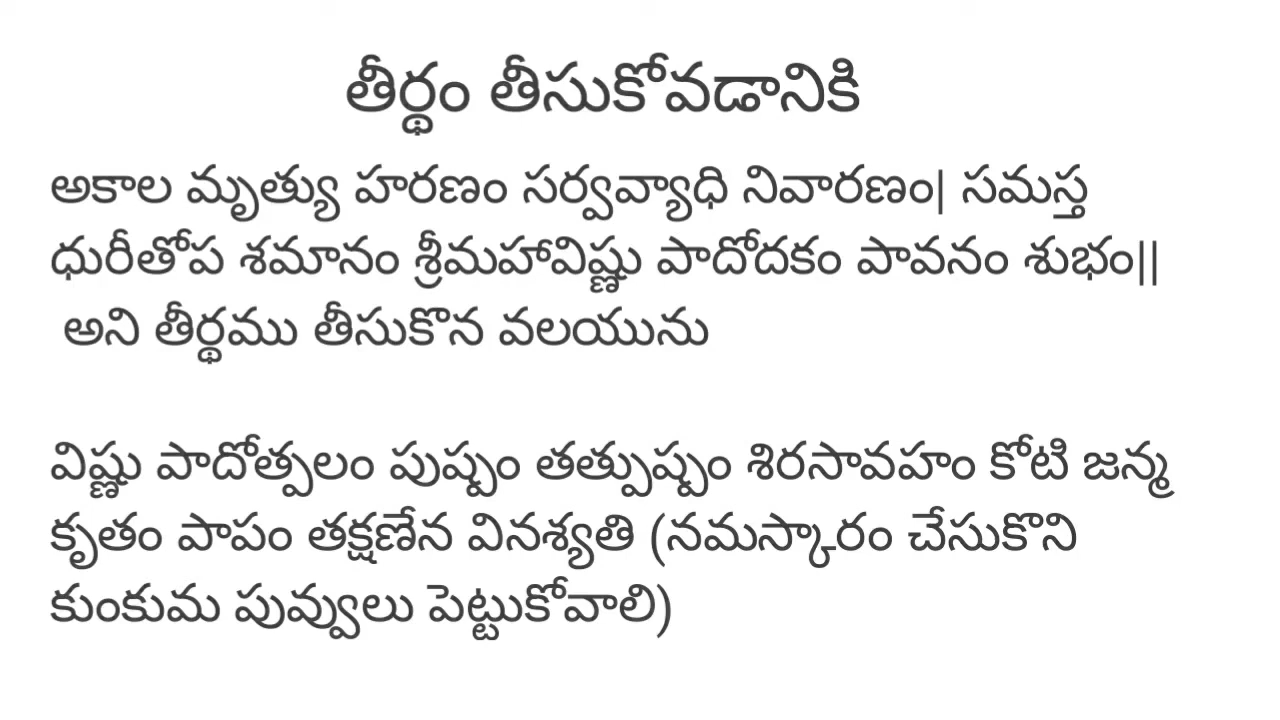 తీర్థం తీసుకోవడానికి
అకాల మృత్యు హరణం సర్వవ్యాధి నివారణం| సమస్త
ధురీతోప శమానం శ్రీమహావిష్ణు పాదోదకం పావనం శుభం||
అని తీర్థము తీసుకొన వలయును
విష్ణు పాదోత్పలం పుష్పం తత్పుష్పం శిరసావహం కోటి జన్మ
కృతం పాపం తక్షణేన వినశ్యతి (నమస్కారం చేసుకొని
కుంకుమ పువ్వులు పెట్టుకోవాలి)